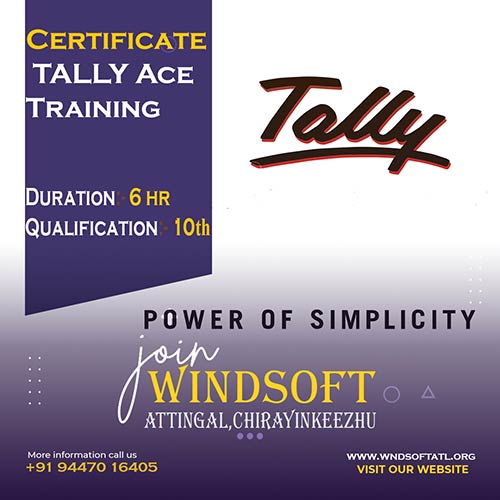 CERTIFICATE
TALLY ACE
TRAINING
Tally
DURATION :- 6 HR
QUALIFICATION :- 10th
POWER OF SIMPLICITY
join
WINDSOFT
ATTINGAL,CHIRAYINKEEZHU
More information call us
+91 94470 16405
WWW.WNDSOFTATL.ORG
VISIT OUR WEBSITE